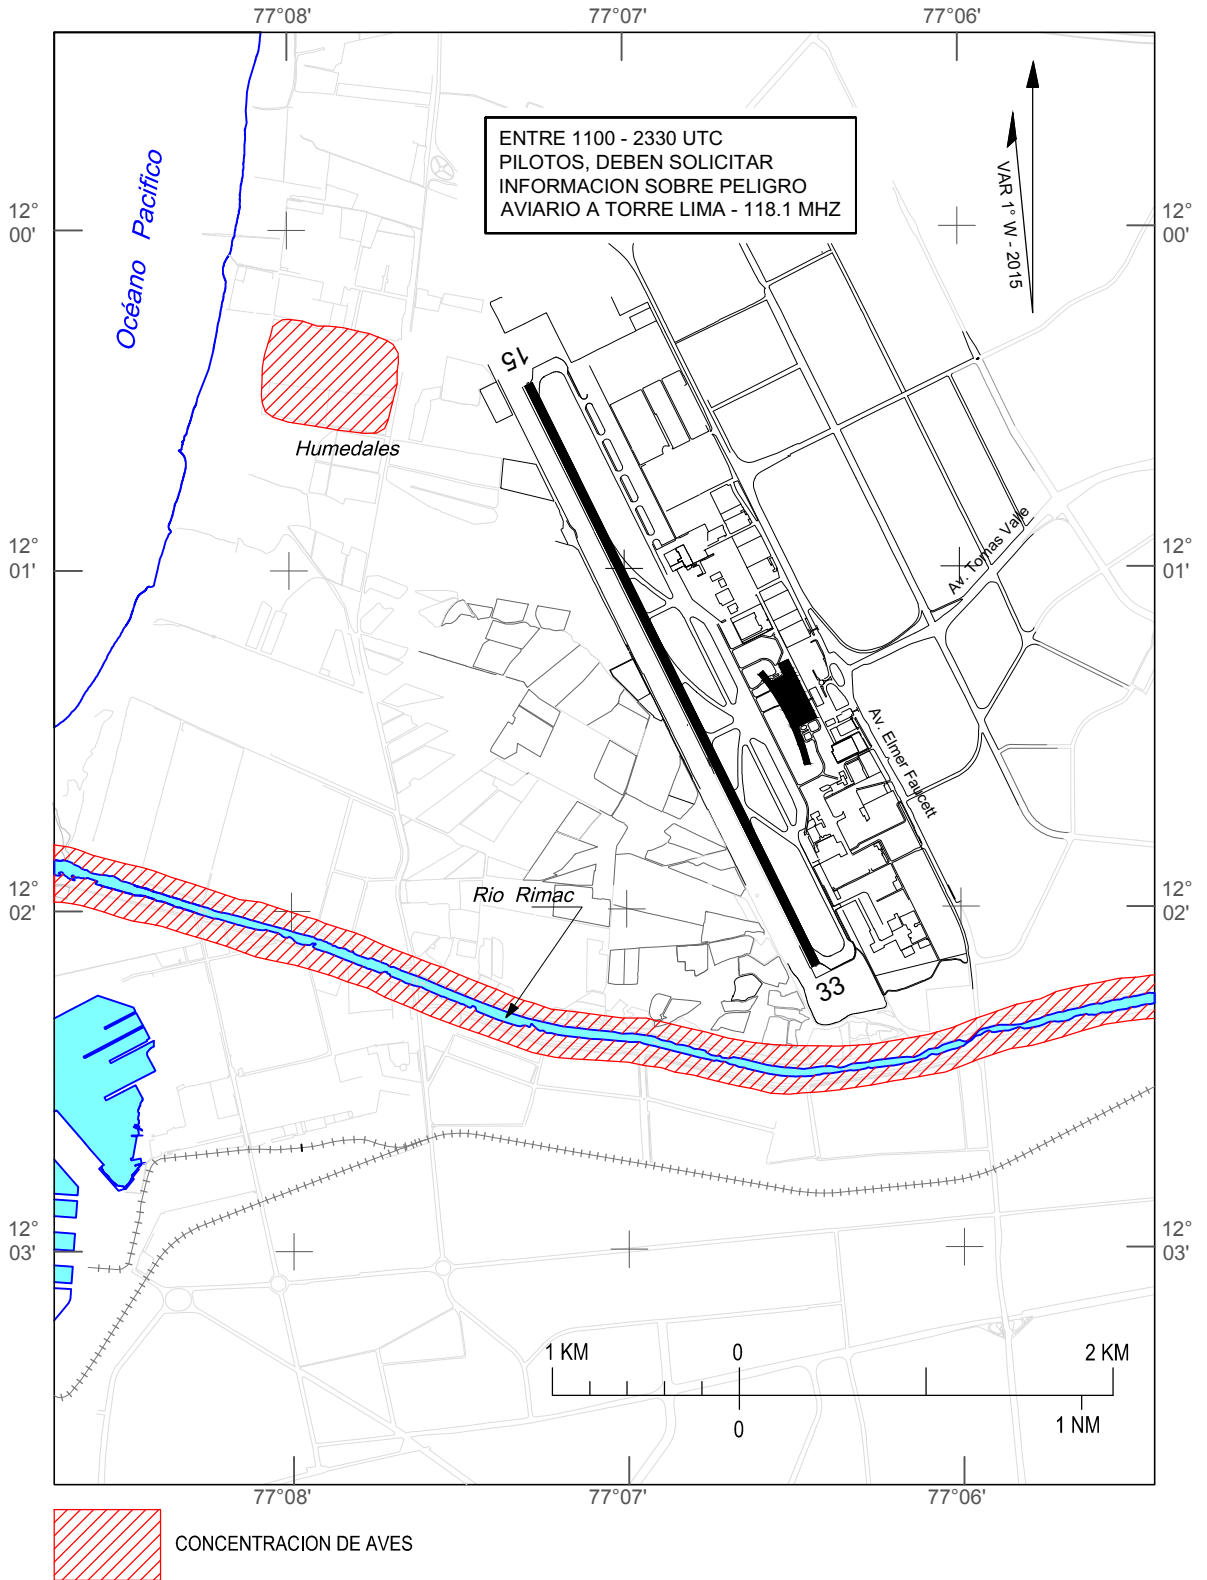 77°08'
77°07'
77°06'
ENTRE 1100 - 2330 UTC
PILOTOS, DEBEN SOLICITAR
INFORMACION SOBRE PELIGRO
AVIARIO A TORRE LIMA - 118.1 MHZ
VAR 1° W - 2015
Océano Pacifico
12°
00'
12°
00'
15
Humedales
Av. Tomas Valle
12°
01'
12°
01'
Av. Elmer Faucett
Rio Rimac
12°
02'
12°
02'
33
12°
03'
12°
03'
1 KM
0
2 KM
0
1 NM
77°08'
77°07'
77°06'
CONCENTRACION DE AVES